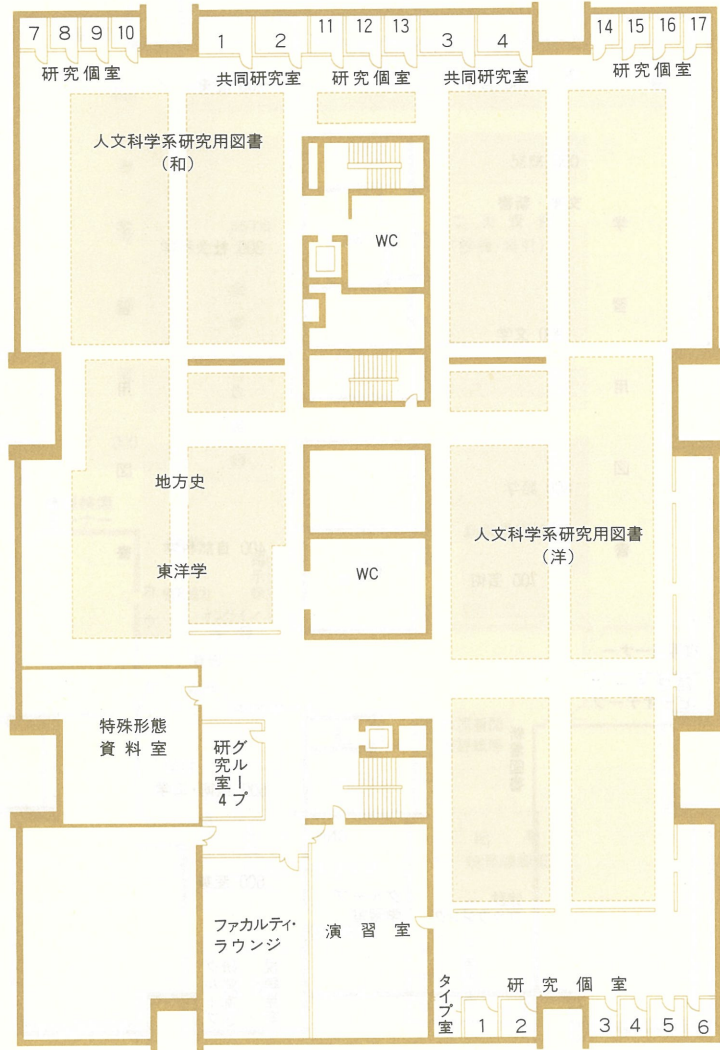 7 8 9 10
1 2
11 12 13
3 4
14 15 16 17
研究個室
共同研究室
研究個室
共同研究室
研究個室
人文科学系研究用図書
（和）
WC
地方史
東洋学
人文科学系研究用図書
（洋）
WC
特殊形態
資料室
グループ
研究室4
ファカルティ・
ラウンジ
演習室
タイプ室
研究個室
1 2
3 4 5 6